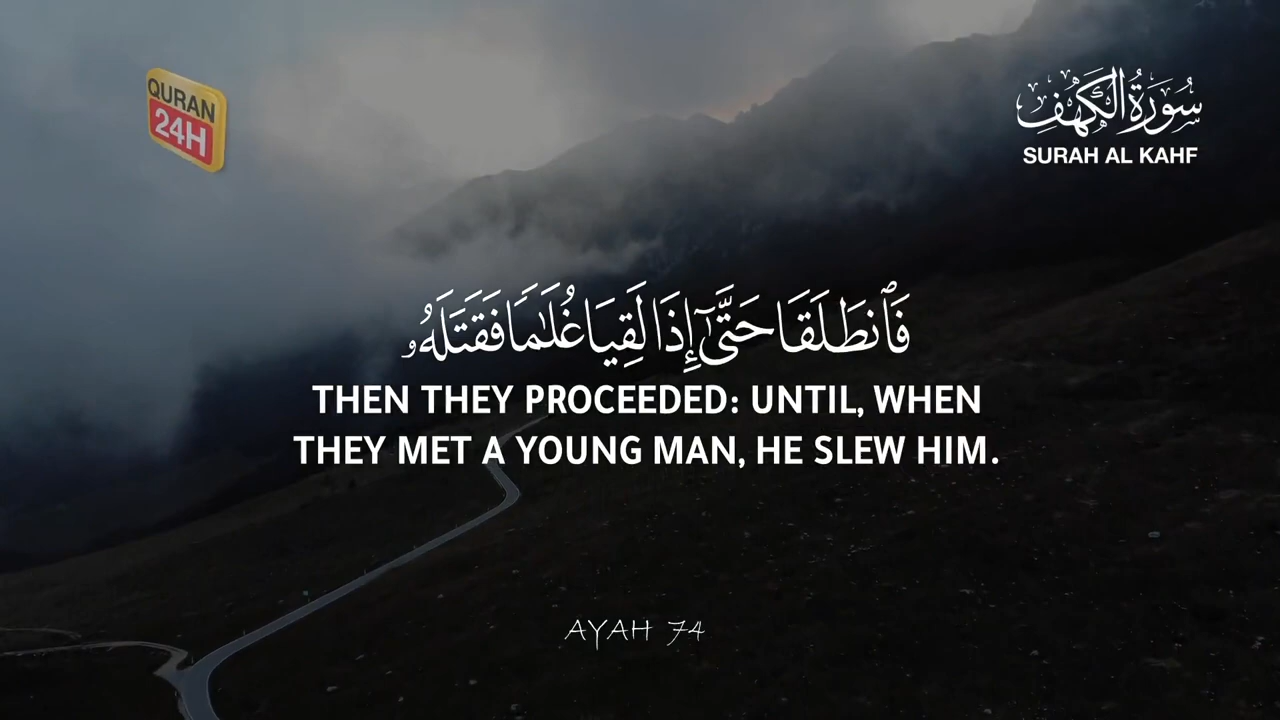 QURAN
24H
سُورَةُ الكَهْفِ
SURAH AL KAHF
فَٱنطَلَقَا حَتَّىٰٓ إِذَا لَقِيَا غُلَـٰمًا فَقَتَلَهُۥ
THEN THEY PROCEEDED: UNTIL, WHEN
THEY MET A YOUNG MAN, HE SLEW HIM.
AYAH 74